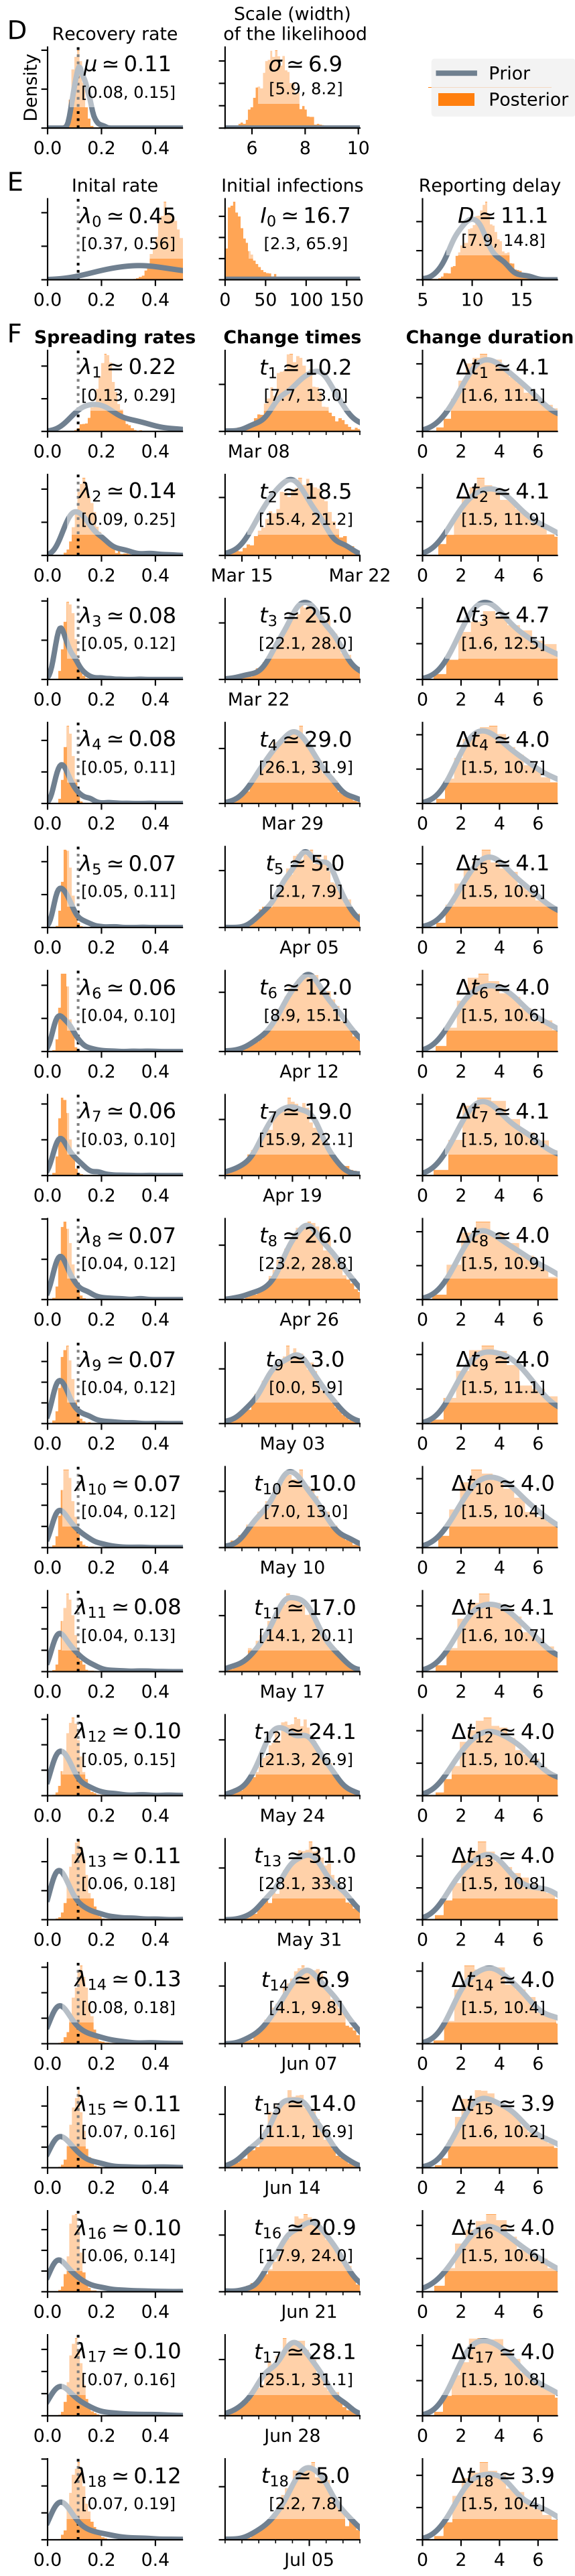 D
Recovery rate
Scale (width)
of the likelihood
Density
μ ≃ 0.11
[0.08, 0.15]
σ ≃ 6.9
[5.9, 8.2]
Prior
Posterior
0.0 0.2 0.4
6 8 10
E
Inital rate
Initial infections
Reporting delay
λ0 ≃ 0.45
[0.37, 0.56]
I0 ≃ 16.7
[2.3, 65.9]
D ≃ 11.1
[7.9, 14.8]
0.0 0.2 0.4
0 50 100 150
5 10 15
F
Spreading rates
Change times
Change duration
λ1 ≃ 0.22
[0.13, 0.29]
t1 ≃ 10.2
[7.7, 13.0]
Δt1 ≃ 4.1
[1.6, 11.1]
0.0 0.2 0.4
Mar 08
0 2 4 6
λ2 ≃ 0.14
[0.09, 0.25]
t2 ≃ 18.5
[15.4, 21.2]
Δt2 ≃ 4.1
[1.5, 11.9]
0.0 0.2 0.4
Mar 15 Mar 22
0 2 4 6
λ3 ≃ 0.08
[0.05, 0.12]
t3 ≃ 25.0
[22.1, 28.0]
Δt3 ≃ 4.7
[1.6, 12.5]
0.0 0.2 0.4
Mar 22
0 2 4 6
λ4 ≃ 0.08
[0.05, 0.11]
t4 ≃ 29.0
[26.1, 31.9]
Δt4 ≃ 4.0
[1.5, 10.7]
0.0 0.2 0.4
Mar 29
0 2 4 6
λ5 ≃ 0.07
[0.05, 0.11]
t5 ≃ 5.0
[2.1, 7.9]
Δt5 ≃ 4.1
[1.5, 10.9]
0.0 0.2 0.4
Apr 05
0 2 4 6
λ6 ≃ 0.06
[0.04, 0.10]
t6 ≃ 12.0
[8.9, 15.1]
Δt6 ≃ 4.0
[1.5, 10.6]
0.0 0.2 0.4
Apr 12
0 2 4 6
λ7 ≃ 0.06
[0.03, 0.10]
t7 ≃ 19.0
[15.9, 22.1]
Δt7 ≃ 4.1
[1.5, 10.8]
0.0 0.2 0.4
Apr 19
0 2 4 6
λ8 ≃ 0.07
[0.04, 0.12]
t8 ≃ 26.0
[23.2, 28.8]
Δt8 ≃ 4.0
[1.5, 10.9]
0.0 0.2 0.4
Apr 26
0 2 4 6
λ9 ≃ 0.07
[0.04, 0.12]
t9 ≃ 3.0
[0.0, 5.9]
Δt9 ≃ 4.0
[1.5, 11.1]
0.0 0.2 0.4
May 03
0 2 4 6
λ10 ≃ 0.07
[0.04, 0.12]
t10 ≃ 10.0
[7.0, 13.0]
Δt10 ≃ 4.0
[1.5, 10.4]
0.0 0.2 0.4
May 10
0 2 4 6
λ11 ≃ 0.08
[0.04, 0.13]
t11 ≃ 17.0
[14.1, 20.1]
Δt11 ≃ 4.1
[1.6, 10.7]
0.0 0.2 0.4
May 17
0 2 4 6
λ12 ≃ 0.10
[0.05, 0.15]
t12 ≃ 24.1
[21.3, 26.9]
Δt12 ≃ 4.0
[1.5, 10.4]
0.0 0.2 0.4
May 24
0 2 4 6
λ13 ≃ 0.11
[0.06, 0.18]
t13 ≃ 31.0
[28.1, 33.8]
Δt13 ≃ 4.0
[1.5, 10.8]
0.0 0.2 0.4
May 31
0 2 4 6
λ14 ≃ 0.13
[0.08, 0.18]
t14 ≃ 6.9
[4.1, 9.8]
Δt14 ≃ 4.0
[1.5, 10.4]
0.0 0.2 0.4
Jun 07
0 2 4 6
λ15 ≃ 0.11
[0.07, 0.16]
t15 ≃ 14.0
[11.1, 16.9]
Δt15 ≃ 3.9
[1.6, 10.2]
0.0 0.2 0.4
Jun 14
0 2 4 6
λ16 ≃ 0.10
[0.06, 0.14]
t16 ≃ 20.9
[17.9, 24.0]
Δt16 ≃ 4.0
[1.5, 10.6]
0.0 0.2 0.4
Jun 21
0 2 4 6
λ17 ≃ 0.10
[0.07, 0.16]
t17 ≃ 28.1
[25.1, 31.1]
Δt17 ≃ 4.0
[1.5, 10.8]
0.0 0.2 0.4
Jun 28
0 2 4 6
λ18 ≃ 0.12
[0.07, 0.19]
t18 ≃ 5.0
[2.2, 7.8]
Δt18 ≃ 3.9
[1.5, 10.4]
0.0 0.2 0.4
Jul 05
0 2 4 6